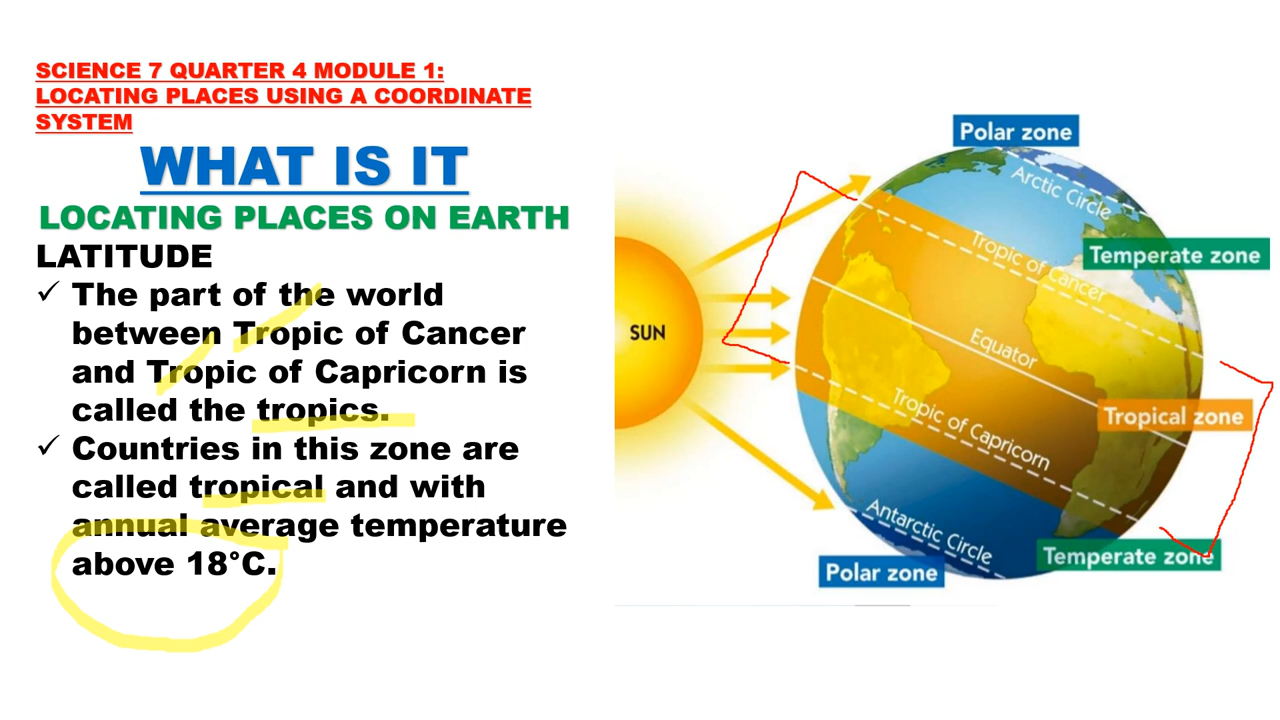 SCIENCE 7 QUARTER 4 MODULE 1:
LOCATING PLACES USING A COORDINATE
SYSTEM
WHAT IS IT
LOCATING PLACES ON EARTH
LATITUDE
✓ The part of the world
between Tropic of Cancer
and Tropic of Capricorn is
called the tropics.
✓ Countries in this zone are
called tropical and with
annual average temperature
above 18°C.
Polar zone
Arctic Circle
Temperate zone
Tropic of Cancer
SUN
Equator
Tropical zone
Tropic of Capricorn
Antarctic Circle
Temperate zone
Polar zone